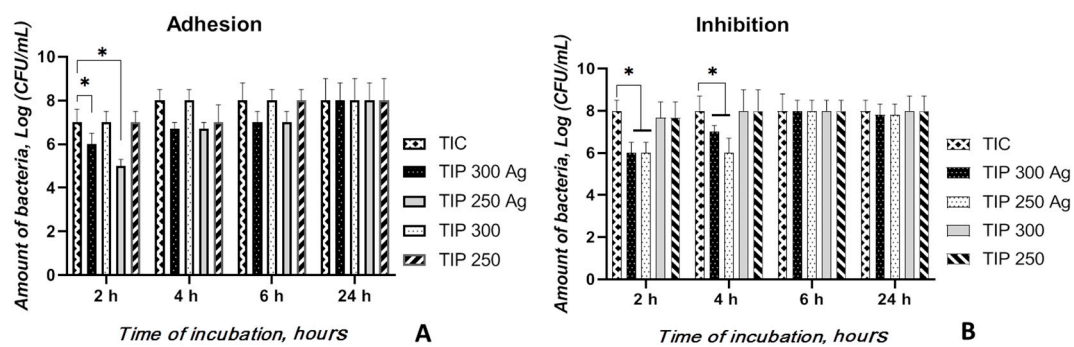 Adhesion
Amount of bacteria, Log (CFU/mL)
10
8
6
4
2
0
*
*
2 h
4 h
6 h
24 h
Time of incubation, hours
A
TIC
TIP 300 Ag
TIP 250 Ag
TIP 300
TIP 250
Inhibition
Amount of bacteria, Log (CFU/mL)
10
8
6
4
2
0
*
*
2 h
4 h
6 h
24 h
Time of incubation, hours
B
TIC
TIP 300 Ag
TIP 250 Ag
TIP 300
TIP 250